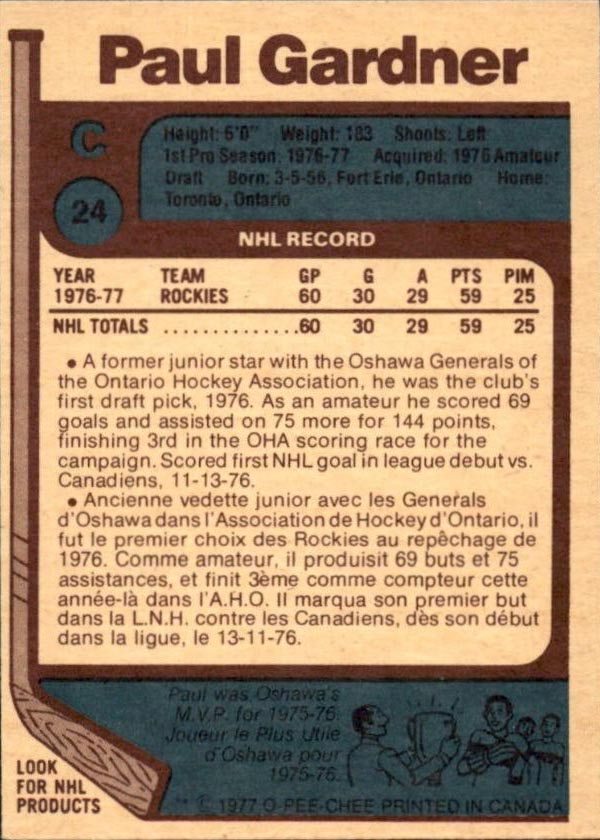 Paul Gardner
C
Height: 6'0" Weight: 183 Shoots: Left
1st Pro Season: 1976-77 Acquired: 1976 Amateur
Draft Born: 3-5-56, Fort Erie, Ontario Home:
Toronto, Ontario
24
NHL RECORD
YEAR TEAM GP G A PTS PIM
1976-77 ROCKIES 60 30 29 59 25
NHL TOTALS ..............60 30 29 59 25
• A former junior star with the Oshawa Generals of
the Ontario Hockey Association, he was the club's
first draft pick, 1976. As an amateur he scored 69
goals and assisted on 75 more for 144 points,
finishing 3rd in the OHA scoring race for the
campaign. Scored first NHL goal in league debut vs.
Canadiens, 11-13-76.
• Ancienne vedette junior avec les Generals
d'Oshawa dans l'Association de Hockey d'Ontario, il
fut le premier choix des Rockies au repêchage de
1976. Comme amateur, il produisit 69 buts et 75
assistances, et finit 3ème comme compteur cette
année-là dans l'A.H.O. Il marqua son premier but
dans la L.N.H. contre les Canadiens, dès son début
dans la ligue, le 13-11-76.
Paul was Oshawa's
M.V.P. for 1975-76.
Joueur le Plus Utile
d'Oshawa pour
1975-76.
LOOK
FOR NHL
PRODUCTS
™ © 1977 O-PEE-CHEE PRINTED IN CANADA